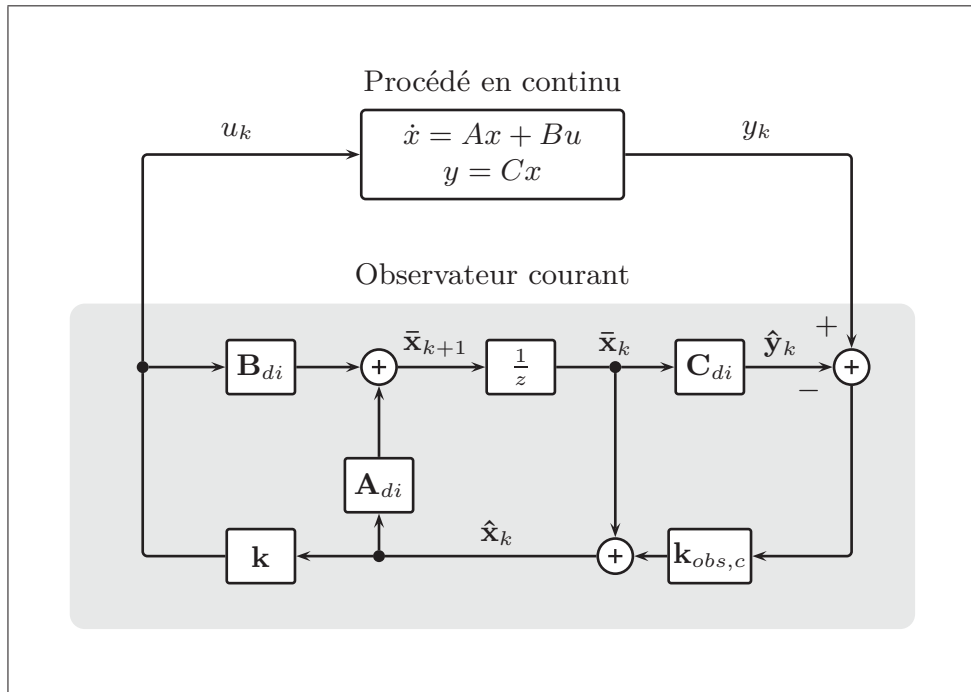 Procédé en continu
u_k
ẋ = Ax + Bu
y = Cx
y_k
Observateur courant
B_{di}
+
x̄_{k+1}
1/z
x̄_k
C_{di}
ŷ_k
+
−
+
A_{di}
k
x̂_k
+
k_{obs,c}